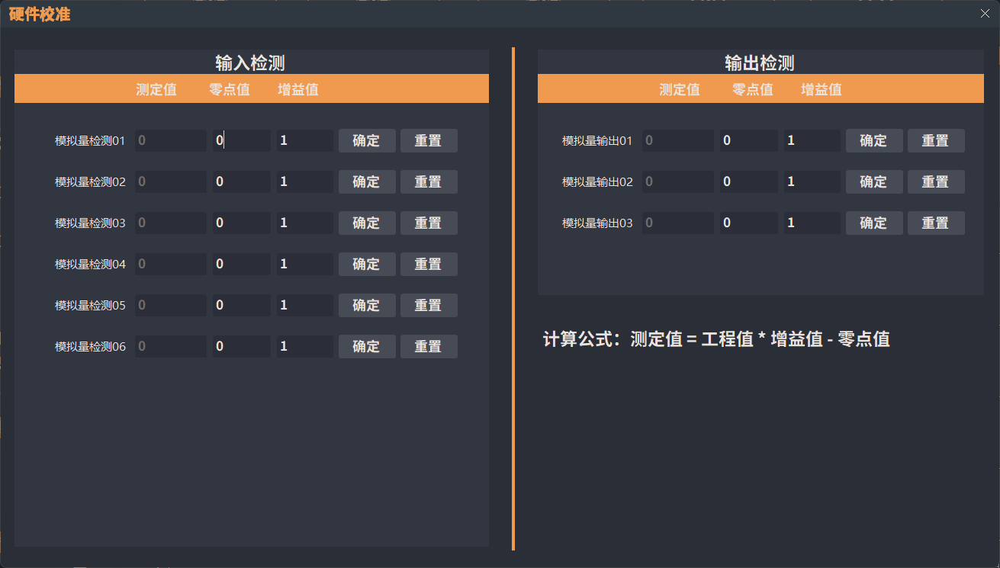 硬件校准
输入检测
测定值 零点值 增益值
模拟量检测01 0 0 1 确定 重置
模拟量检测02 0 0 1 确定 重置
模拟量检测03 0 0 1 确定 重置
模拟量检测04 0 0 1 确定 重置
模拟量检测05 0 0 1 确定 重置
模拟量检测06 0 0 1 确定 重置
输出检测
测定值 零点值 增益值
模拟量输出01 0 0 1 确定 重置
模拟量输出02 0 0 1 确定 重置
模拟量输出03 0 0 1 确定 重置
计算公式：测定值 = 工程值 * 增益值 - 零点值